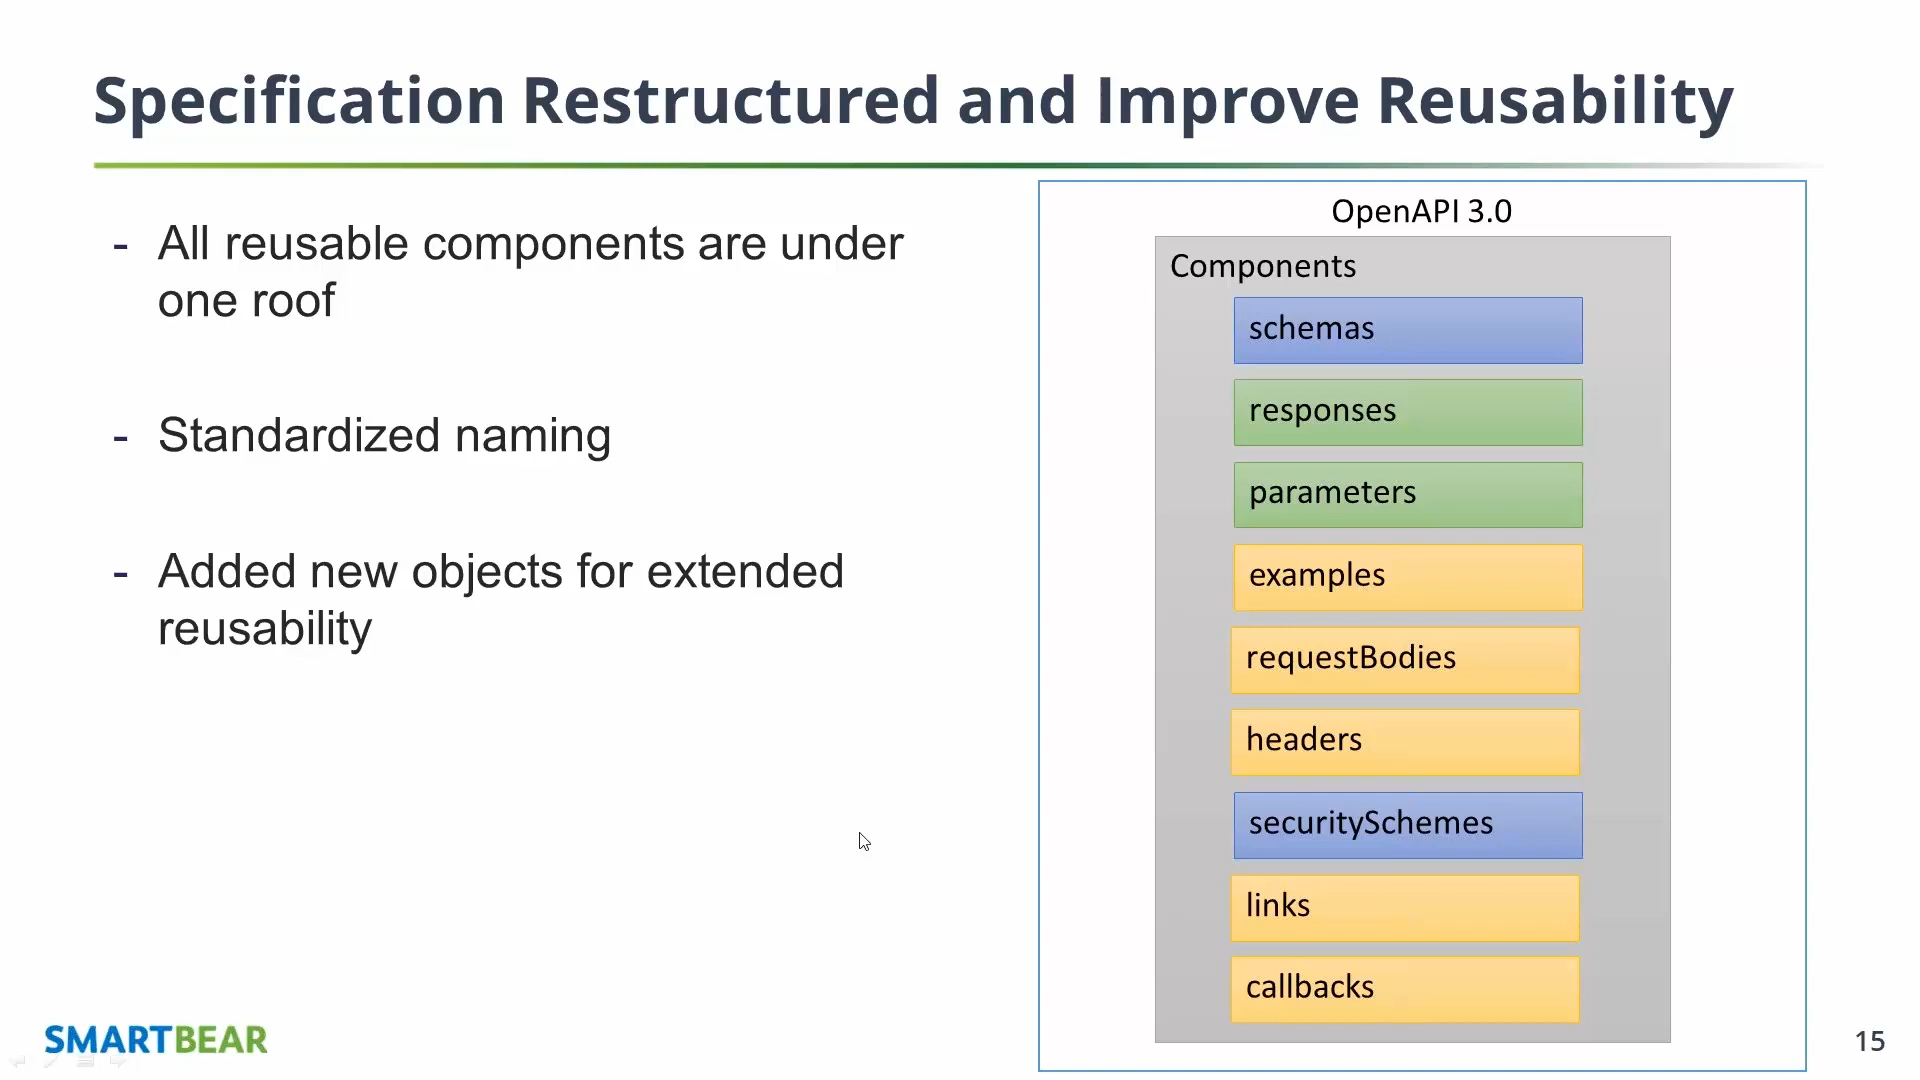 Specification Restructured and Improve Reusability
- All reusable components are under
one roof
- Standardized naming
- Added new objects for extended
reusability
OpenAPI 3.0
Components
schemas
responses
parameters
examples
requestBodies
headers
securitySchemes
links
callbacks
SMARTBEAR
15